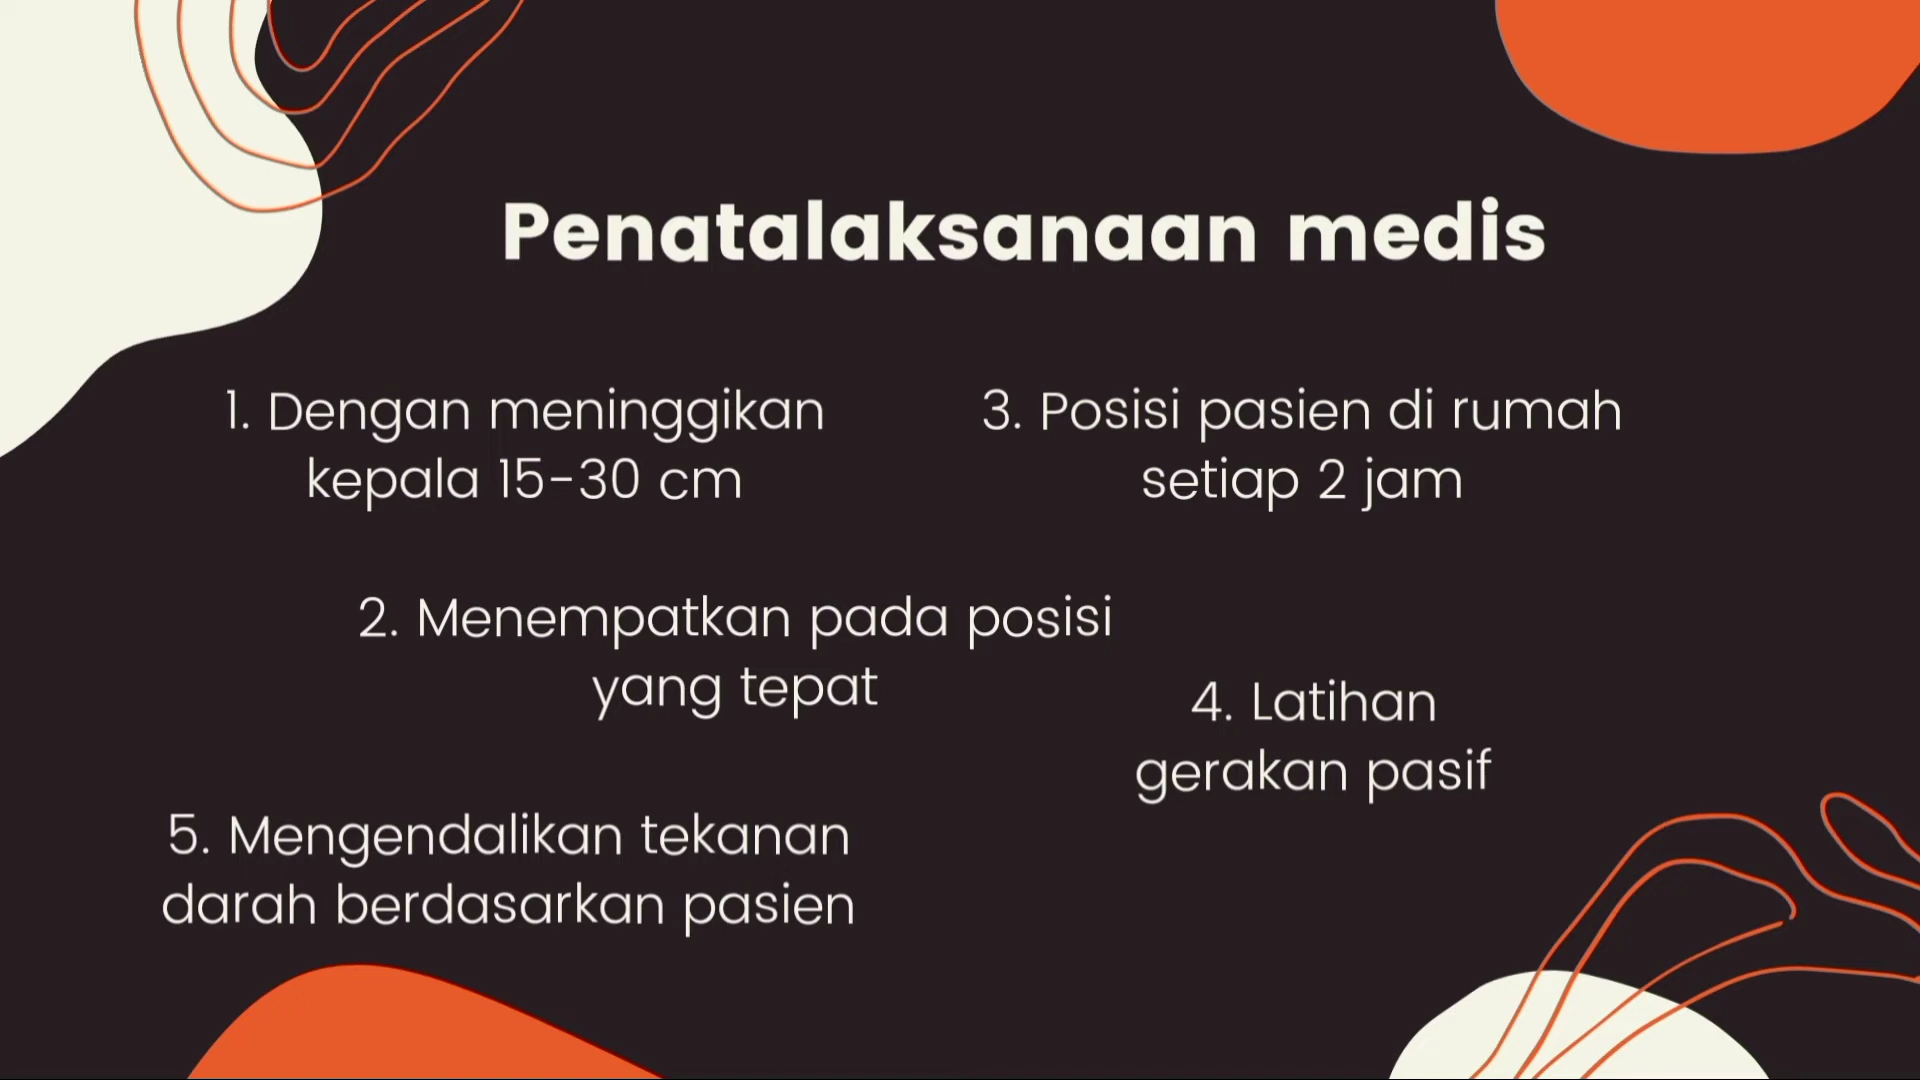 Penatalaksanaan medis
1. Dengan meninggikan
kepala 15-30 cm
2. Menempatkan pada posisi
yang tepat
3. Posisi pasien di rumah
setiap 2 jam
4. Latihan
gerakan pasif
5. Mengendalikan tekanan
darah berdasarkan pasien